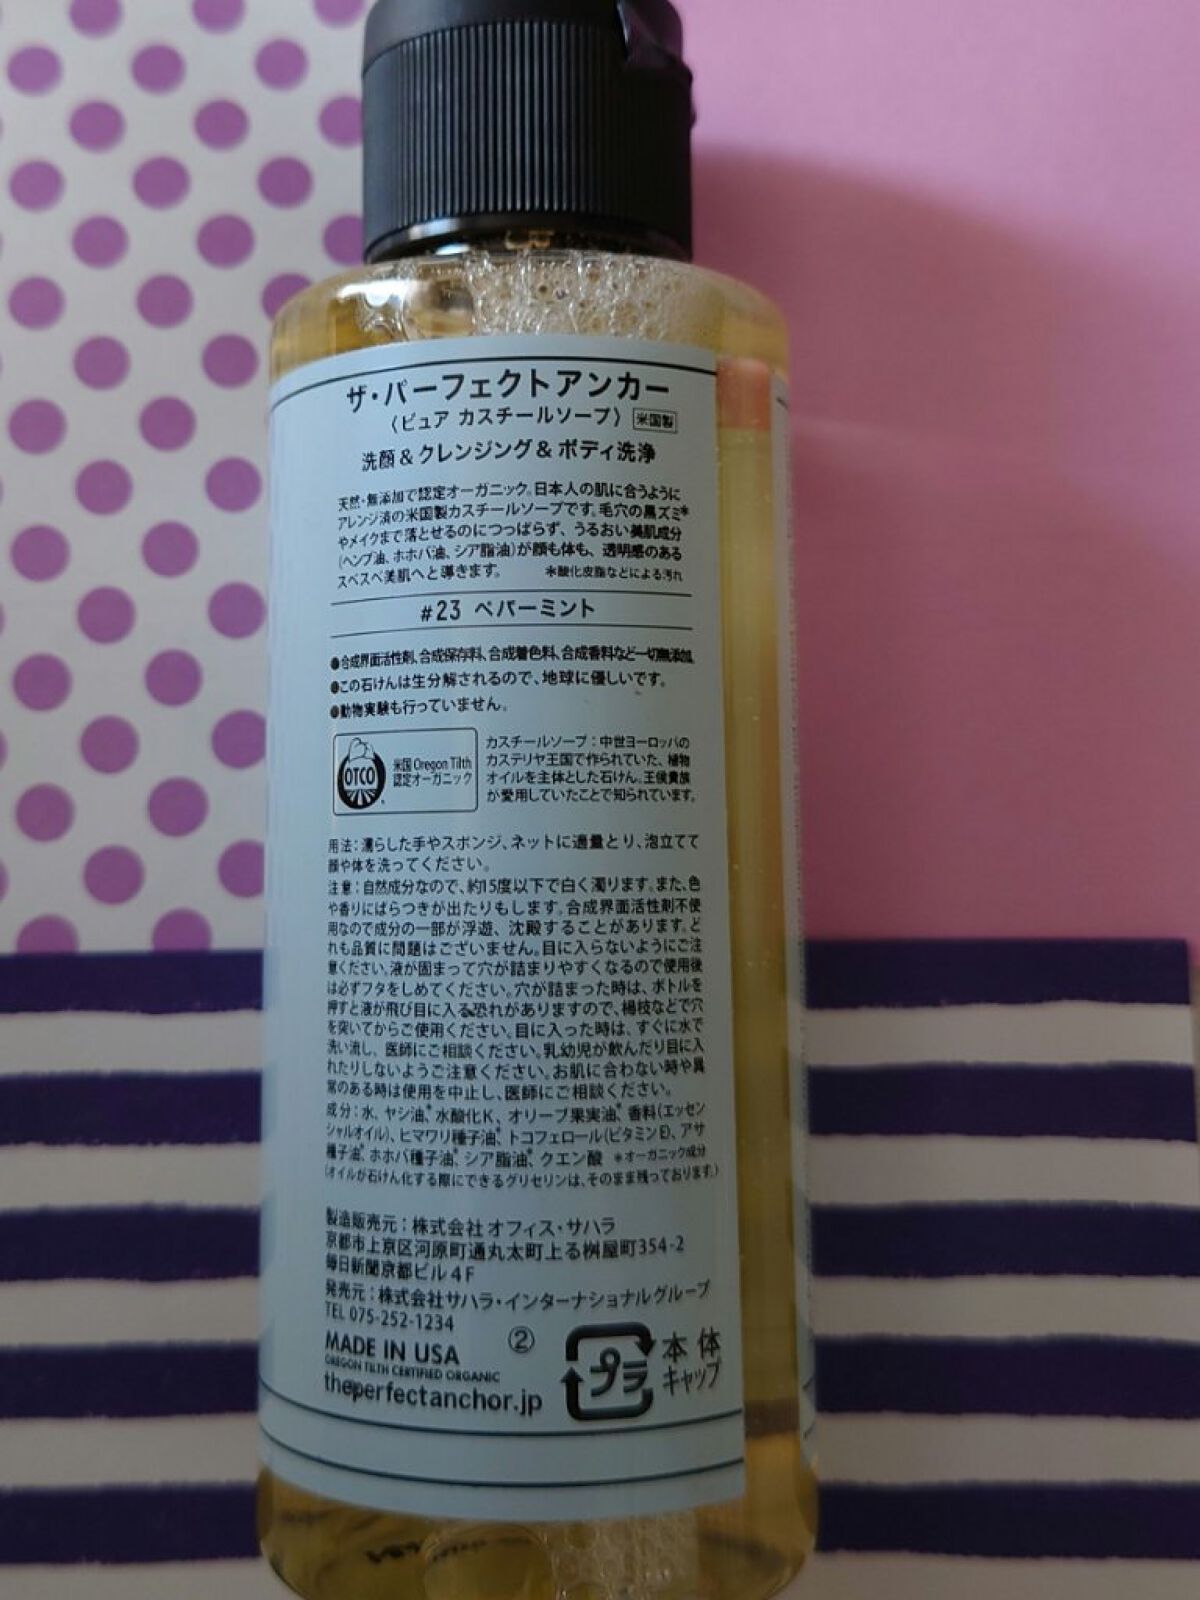 ザ・パーフェクトアンカー
〈ピュア カスチールソープ〉 米国製
洗顔&クレンジング&ボディ洗浄
天然・無添加で認定オーガニック。日本人の肌に合うように
アレンジ済の米国製カスチールソープです。毛穴の黒ズミ*
やメイクまで落とせるのにつっぱらず、うるおい美肌成分
(ヘンプ油、ホホバ油、シア脂油)が顔も体も、透明感のある
スベスベ美肌へと導きます。 *酸化皮脂などによる汚れ
#23 ペパーミント
●合成界面活性剤、合成保存料、合成着色料、合成香料など一切無添加。
●この石けんは生分解されるので、地球に優しいです。
●動物実験も行っていません。
OTCO
米国 Oregon Tilth
認定オーガニック
カスチールソープ：中世ヨーロッパの
カステリヤ王国で作られていた、植物
オイルを主体とした石けん。王侯貴族
が愛用していたことで知られています。
用法：濡らした手やスポンジ、ネットに適量とり、泡立てて
顔や体を洗ってください。
注意：自然成分なので、約15度以下で白く濁ります。また、色
や香りにばらつきが出たりもします。合成界面活性剤不使
用なので成分の一部が浮遊、沈殿することがあります。ど
れも品質に問題はございません。目に入らないようにご注
意ください。液が固まって穴が詰まりやすくなるので使用後
は必ずフタをしめてください。穴が詰まった時は、ボトルを
押すと液が飛び目に入る恐れがありますので、楊枝などで穴
を突いてからご使用ください。目に入った時は、すぐに水で
洗い流し、医師にご相談ください。乳幼児が飲んだり目に入
れたりしないようご注意ください。お肌に合わない時や異
常のある時は使用を中止し、医師にご相談ください。
成分：水、ヤシ油*、水酸化K、オリーブ果実油*、香料(エッセン
シャルオイル)、ヒマワリ種子油*、トコフェロール(ビタミンE)、アサ
種子油*、ホホバ種子油*、シア脂油*、クエン酸 *オーガニック成分
(オイルが石けん化する際にできるグリセリンは、そのまま残っております。)
製造販売元：株式会社 オフィス・サハラ
京都市上京区河原町通丸太町上る桝屋町354-2
毎日新聞京都ビル4F
発売元：株式会社サハラ・インターナショナルグループ
TEL 075-252-1234
MADE IN USA ②
OREGON TILTH CERTIFIED ORGANIC
theperfectanchor.jp
プラ
本体
キャップ